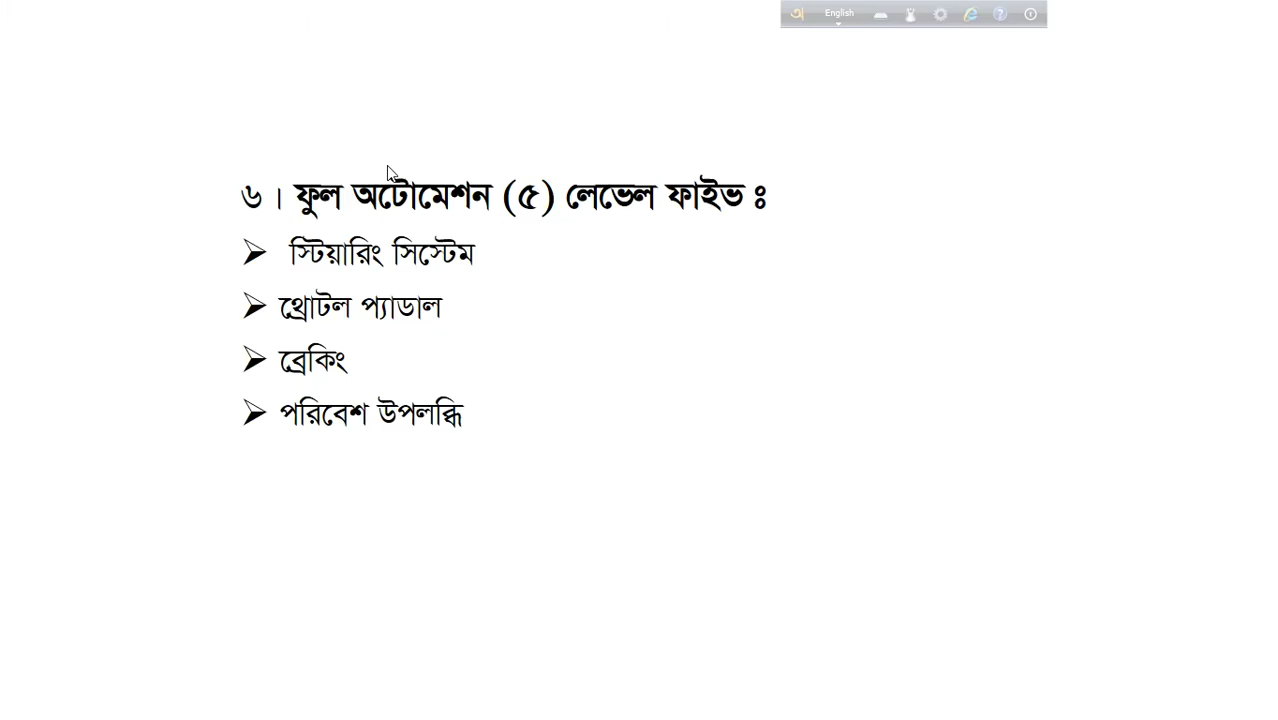 অ English
৬। ফুল অটোমেশন (৫) লেভেল ফাইভ ঃ
➢ স্টিয়ারিং সিস্টেম
➢ থ্রোটল প্যাডাল
➢ ব্রেকিং
➢ পরিবেশ উপলব্ধি